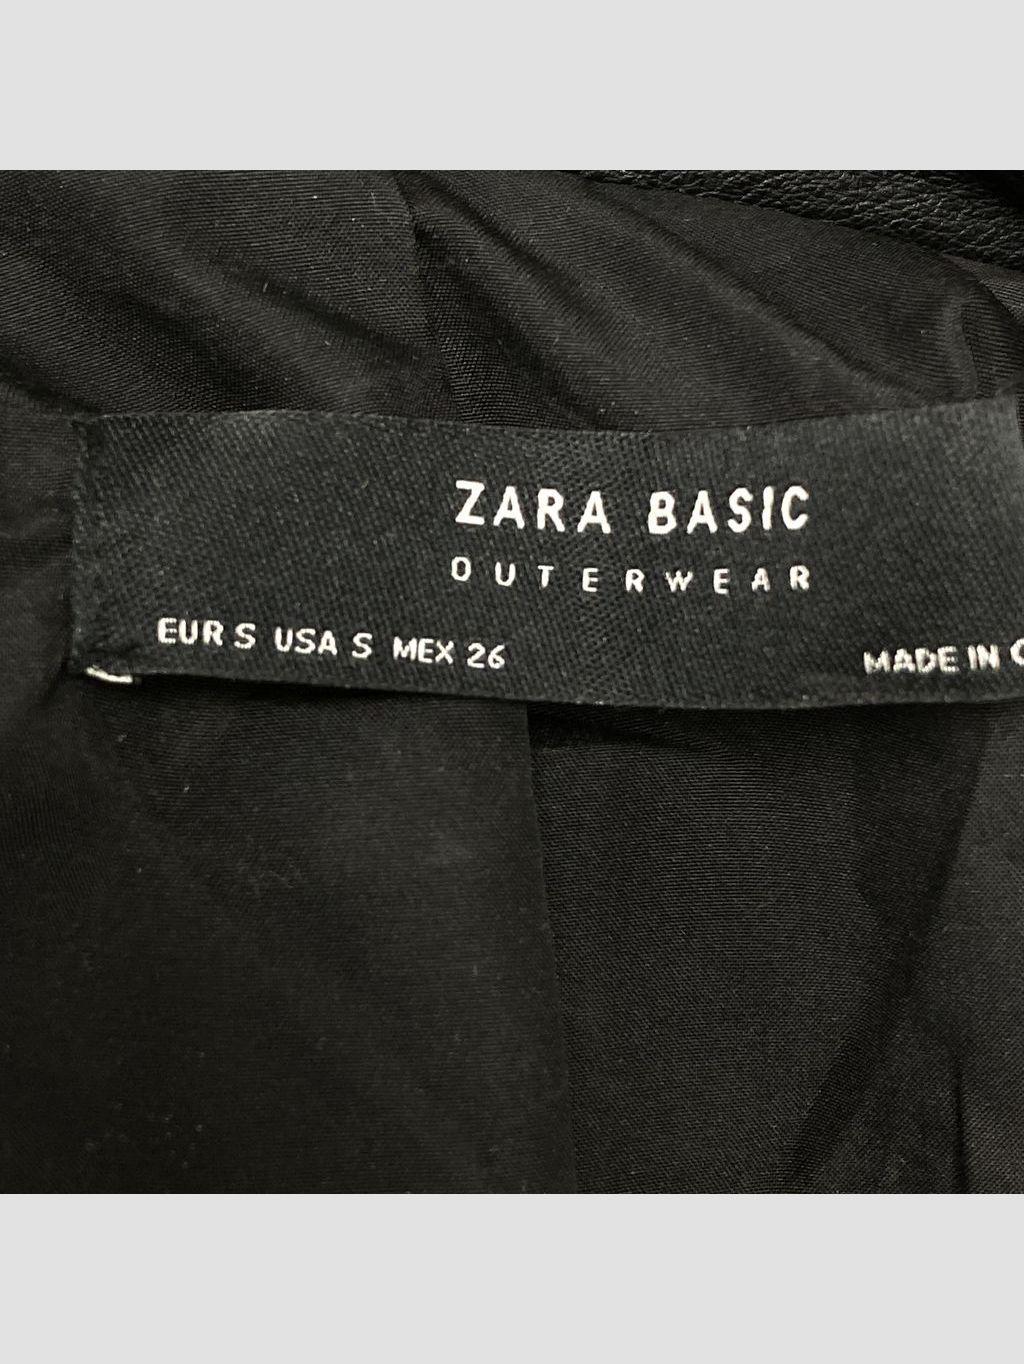 ZARA BASIC
OUTERWEAR
EUR S USA S MEX 26
MADE IN